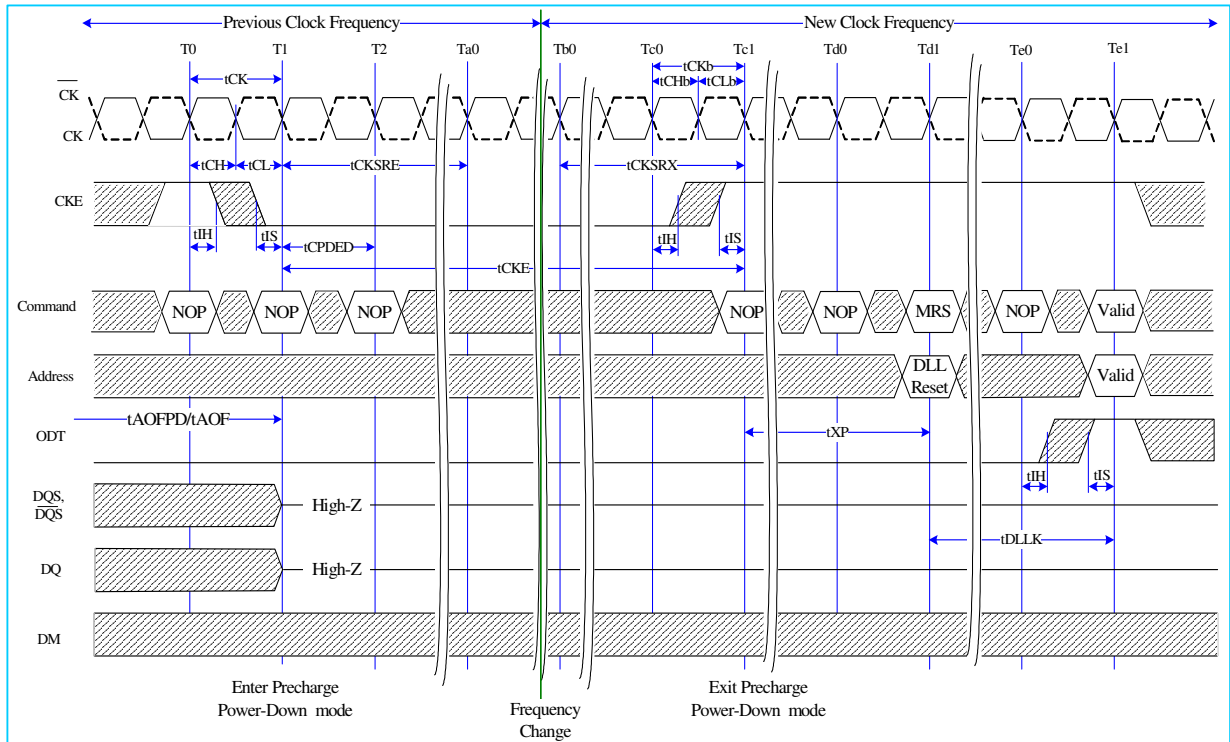 Previous Clock Frequency New Clock Frequency
T0 T1 T2 Ta0 Tb0 Tc0 Tc1 Td0 Td1 Te0 Te1
tCK tCKb
tCHb tCLb
CK
CK
tCH tCL tCKSRE tCKSRX
CKE
tIH tIS tCPDED tIH tIS
tCKE
Command NOP NOP NOP NOP NOP MRS NOP Valid
Address DLL Reset Valid
tAOFPD/tAOF
ODT tXP
tIH tIS
DQS,
DQS High-Z
tDLLK
DQ High-Z
DM
Enter Precharge
Power-Down mode
Frequency
Change
Exit Precharge
Power-Down mode